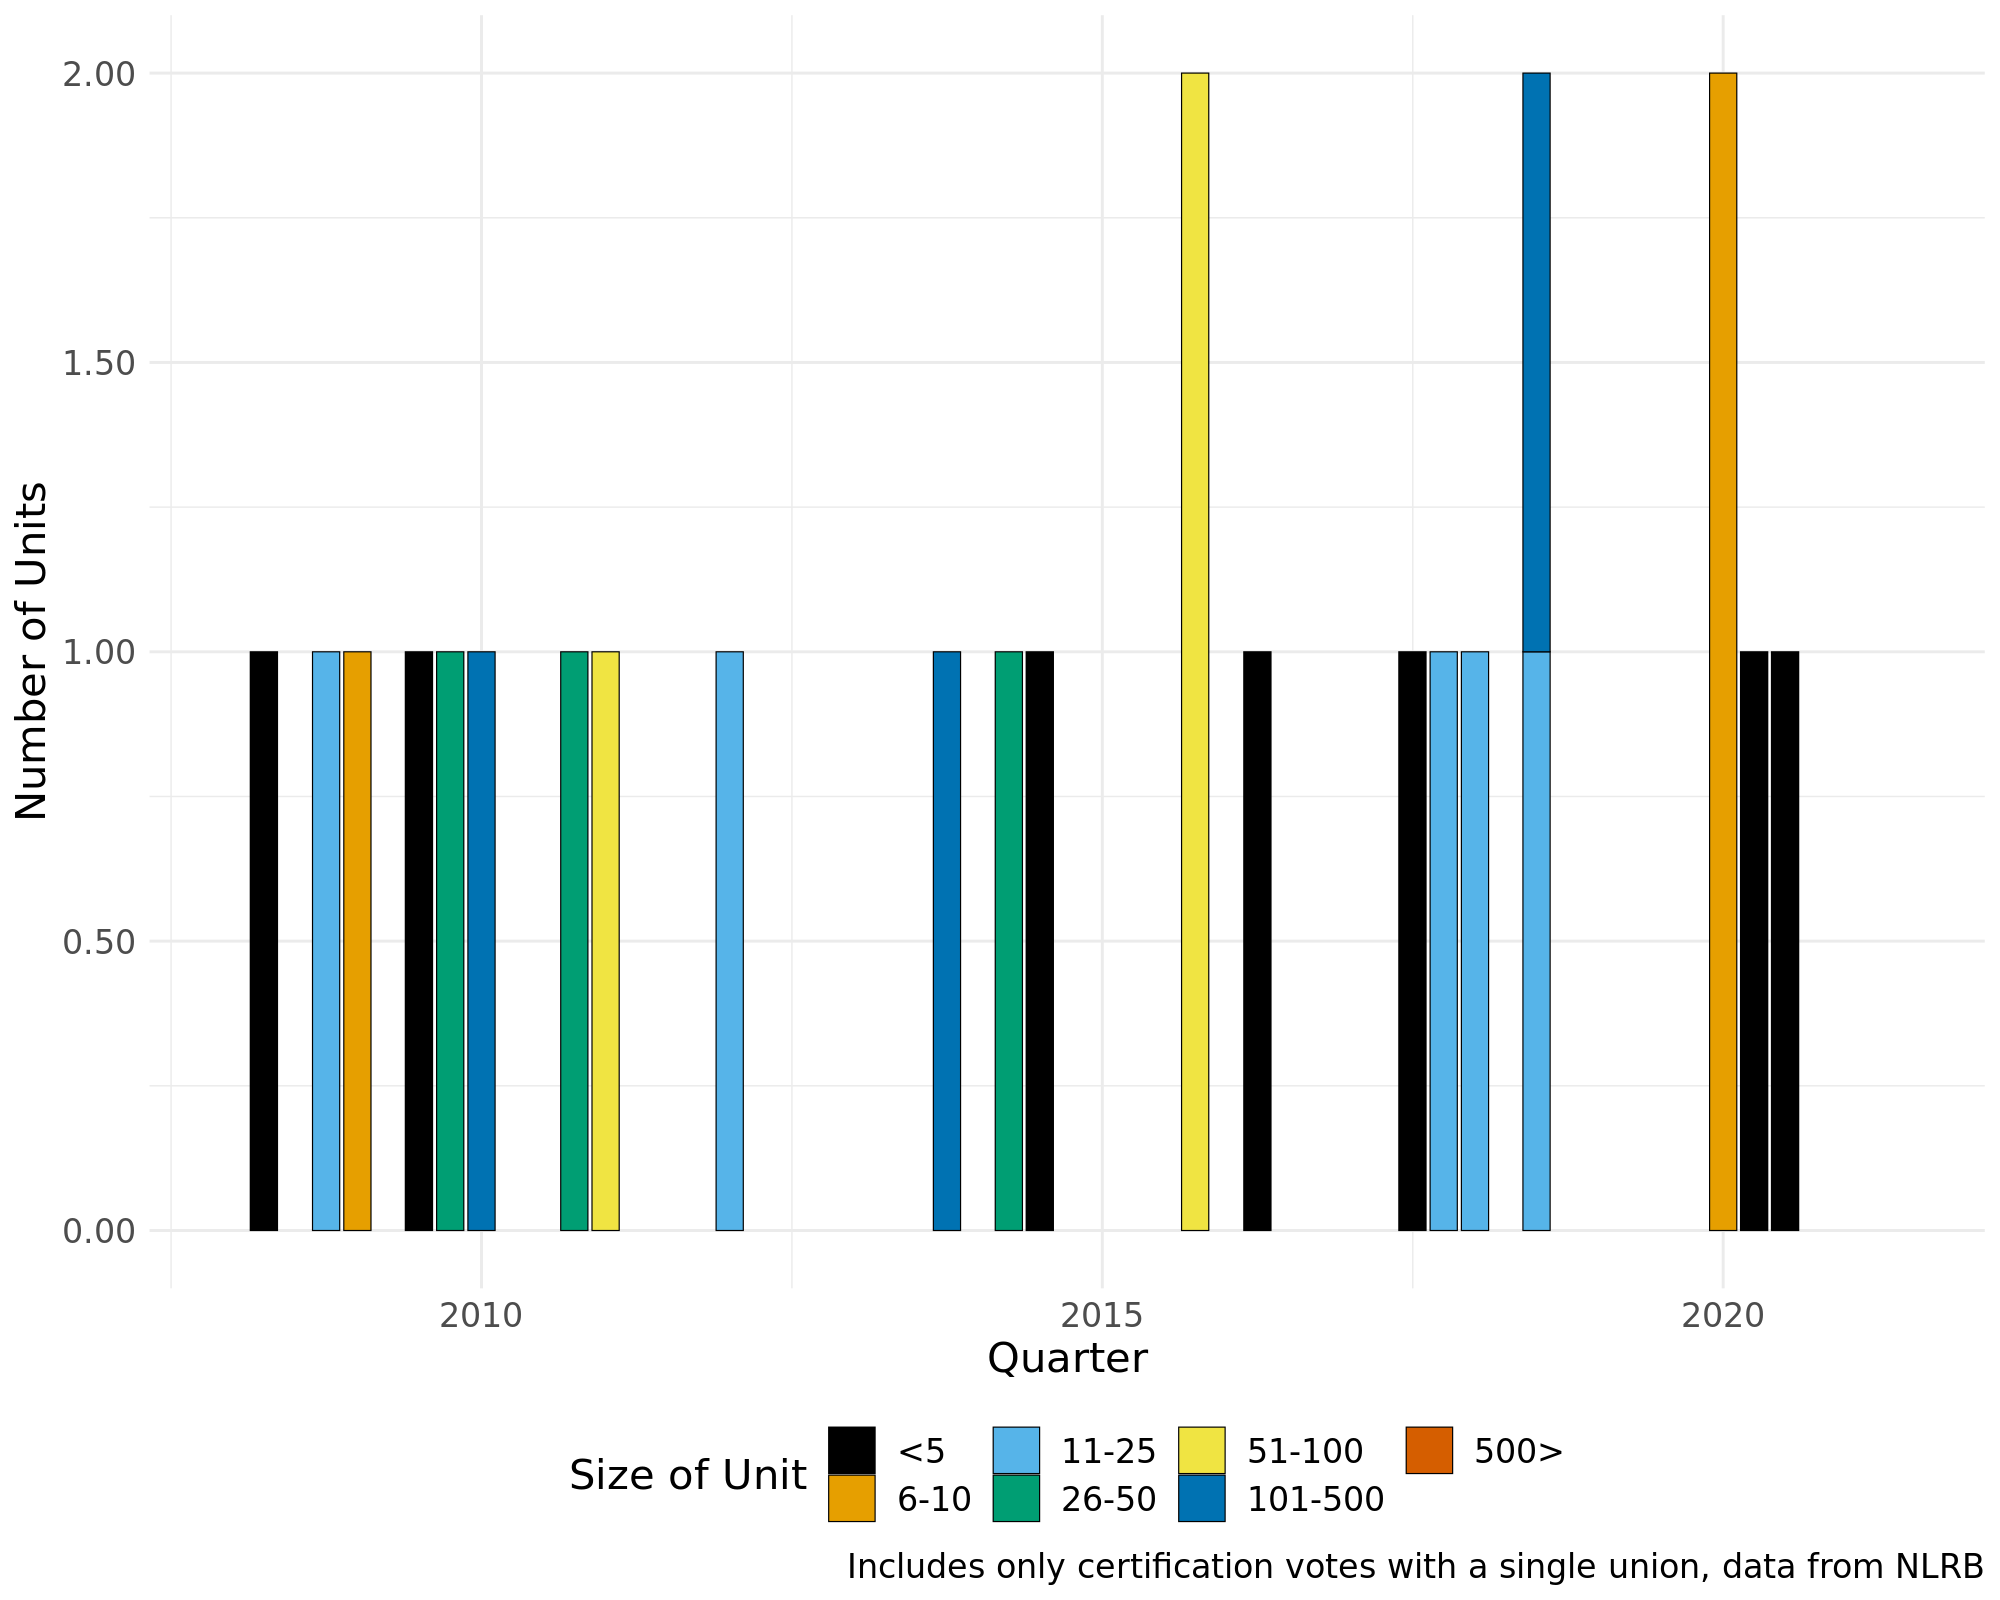 2.00
1.50
1.00
0.50
0.00
Number of Units
2010 2015 2020
Quarter
Size of Unit
<5 11-25 51-100 500>
6-10 26-50 101-500
Includes only certification votes with a single union, data from NLRB